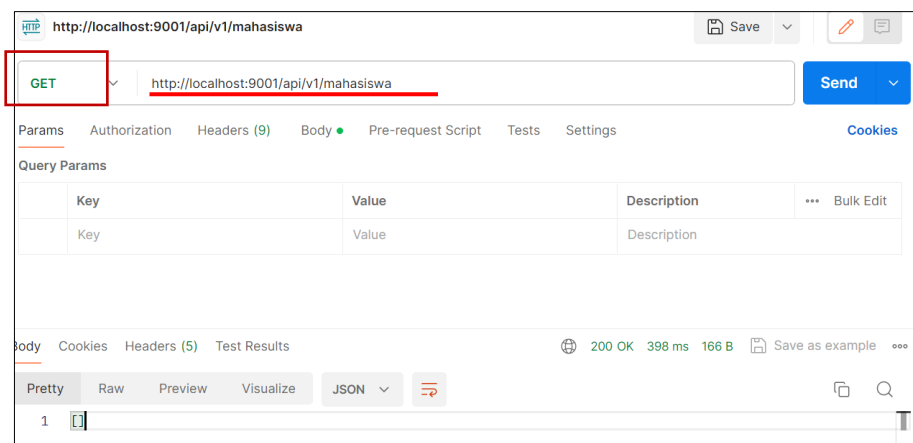 HTTP http://localhost:9001/api/v1/mahasiswa Save
GET http://localhost:9001/api/v1/mahasiswa Send
Params Authorization Headers (9) Body Pre-request Script Tests Settings Cookies
Query Params
Key Value Description ••• Bulk Edit
Key Value Description
Body Cookies Headers (5) Test Results 200 OK 398 ms 166 B Save as example •••
Pretty Raw Preview Visualize JSON
1 []